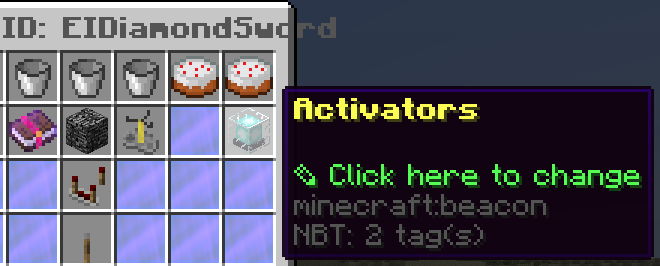 ID: EIDiamondSword
Activators
✎ Click here to change
minecraft:beacon
NBT: 2 tag(s)